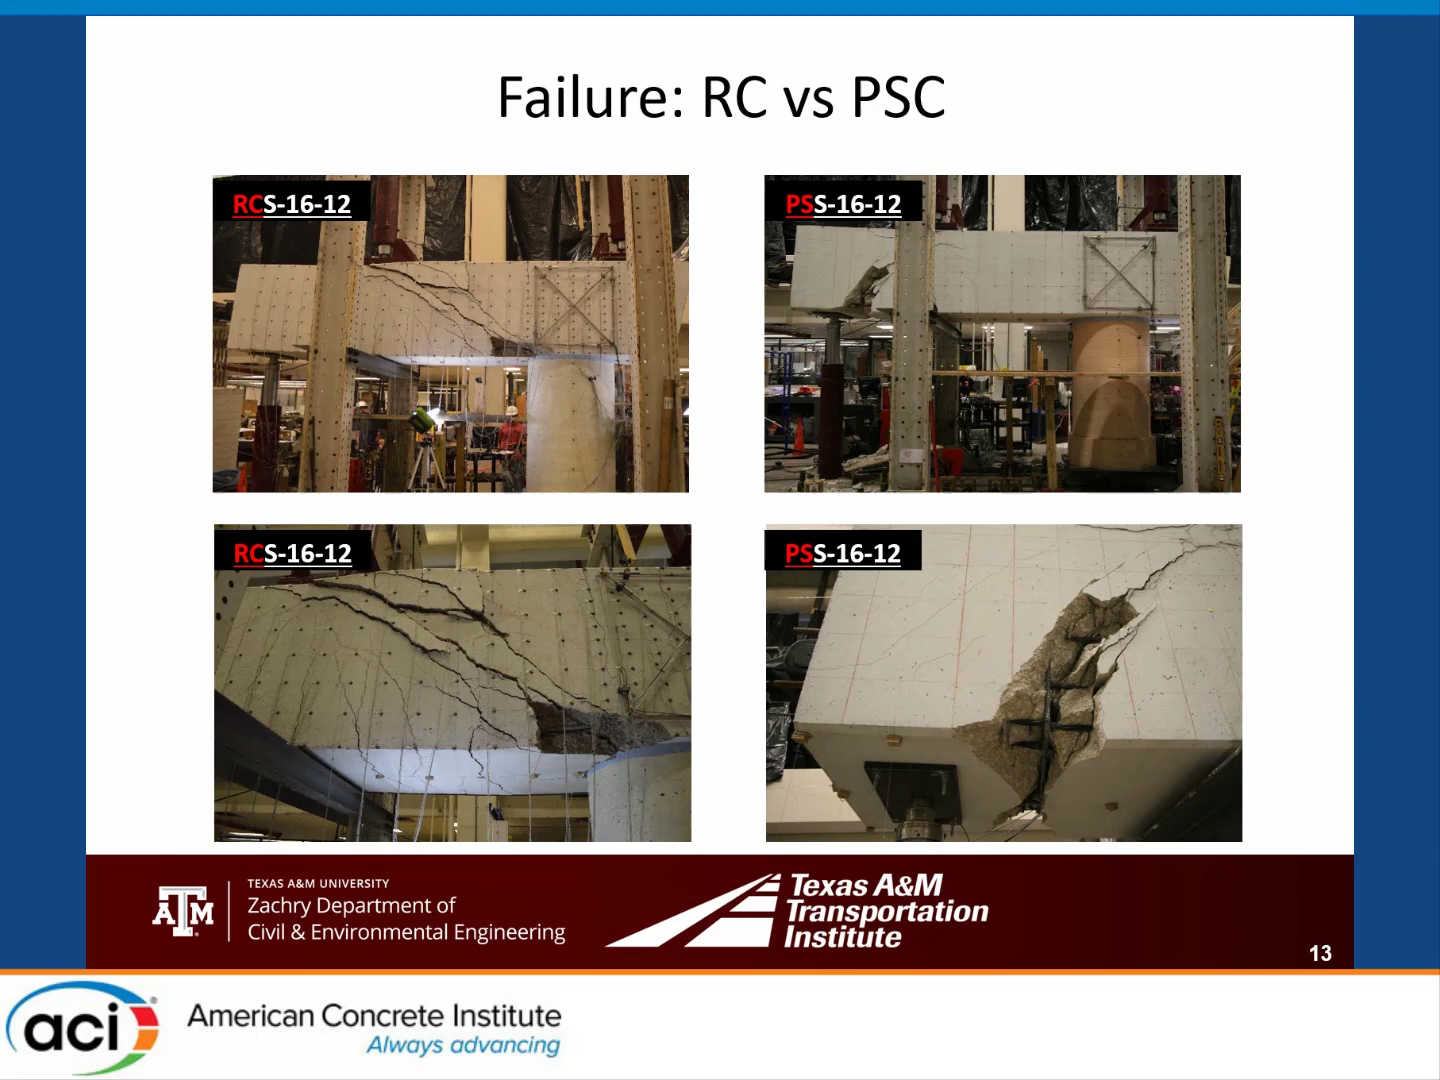 Failure: RC vs PSC
RCS-16-12
PSS-16-12
RCS-16-12
PSS-16-12
TEXAS A&M UNIVERSITY
Zachry Department of
Civil & Environmental Engineering
ATM
Texas A&M
Transportation
Institute
13
aci
American Concrete Institute
Always advancing